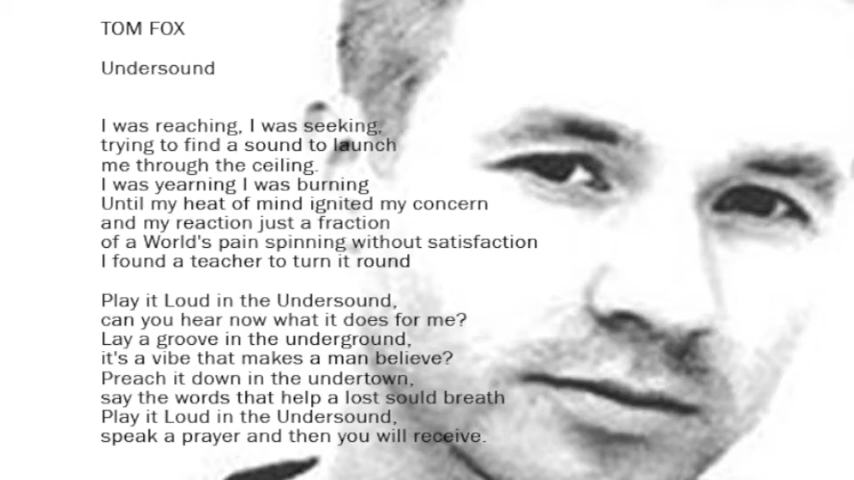 TOM FOX
Undersound
I was reaching, I was seeking,
trying to find a sound to launch
me through the ceiling.
I was yearning I was burning
Until my heat of mind ignited my concern
and my reaction just a fraction
of a World's pain spinning without satisfaction
I found a teacher to turn it round
Play it Loud in the Undersound,
can you hear now what it does for me?
Lay a groove in the underground,
it's a vibe that makes a man believe?
Preach it down in the undertown,
say the words that help a lost sould breath
Play it Loud in the Undersound,
speak a prayer and then you will receive.